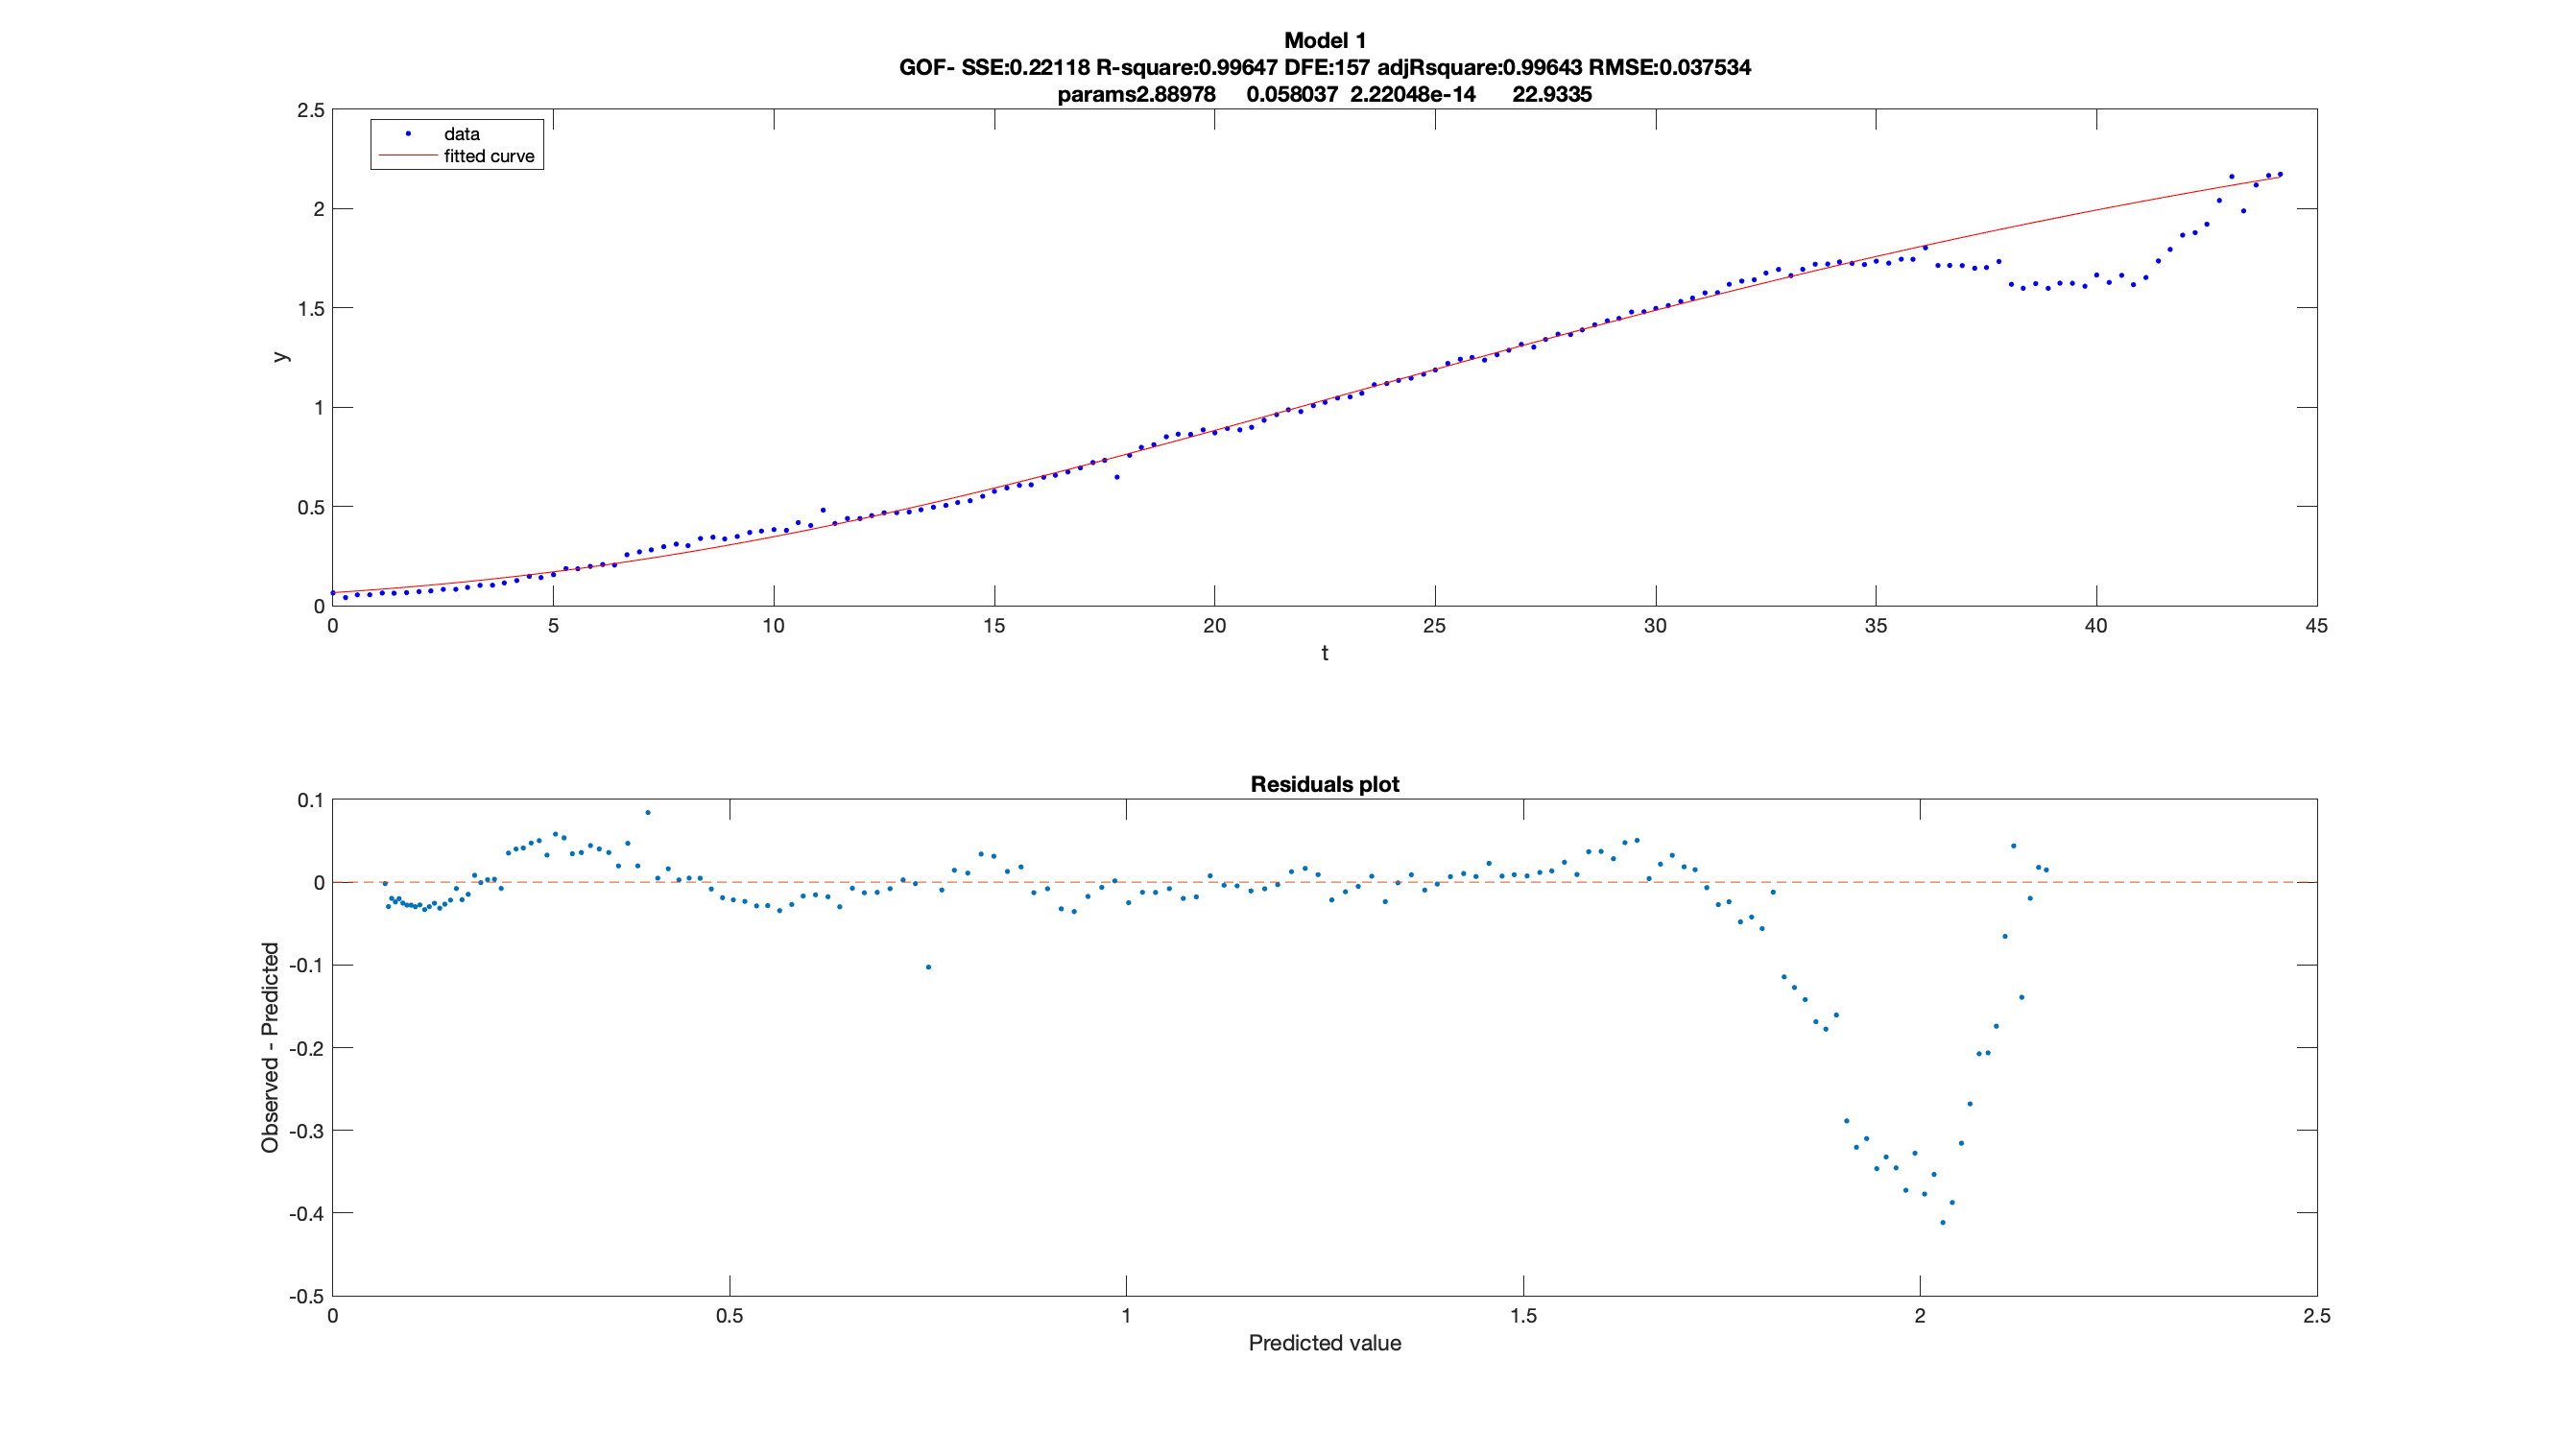 Model 1
GOF- SSE:0.22118 R-square:0.99647 DFE:157 adjRsquare:0.99643 RMSE:0.037534
params2.88978 0.058037 2.22048e-14 22.9335
2.5
2
1.5
1
0.5
0
y
data
fitted curve
0 5 10 15 20 25 30 35 40 45
t
Residuals plot
0.1
0
-0.1
-0.2
-0.3
-0.4
-0.5
Observed - Predicted
0 0.5 1 1.5 2 2.5
Predicted value